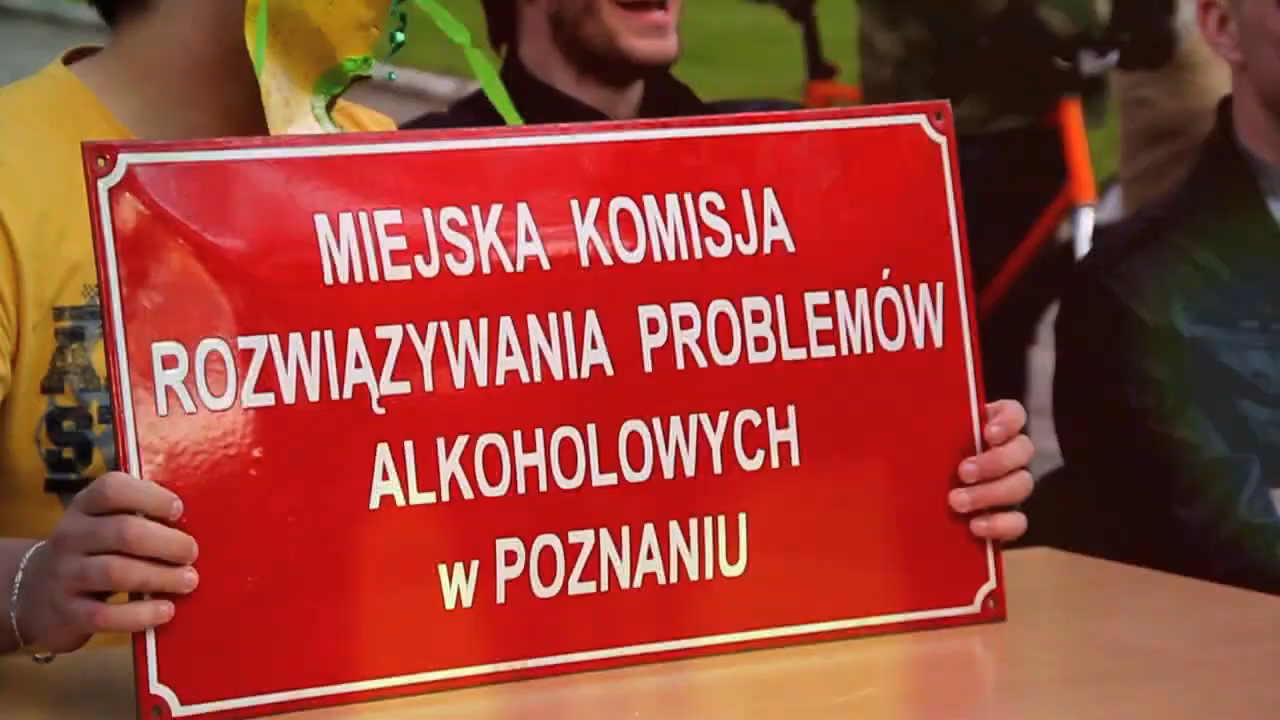 MIEJSKA KOMISJA
ROZWIĄZYWANIA PROBLEMÓW
ALKOHOLOWYCH
w POZNANIU